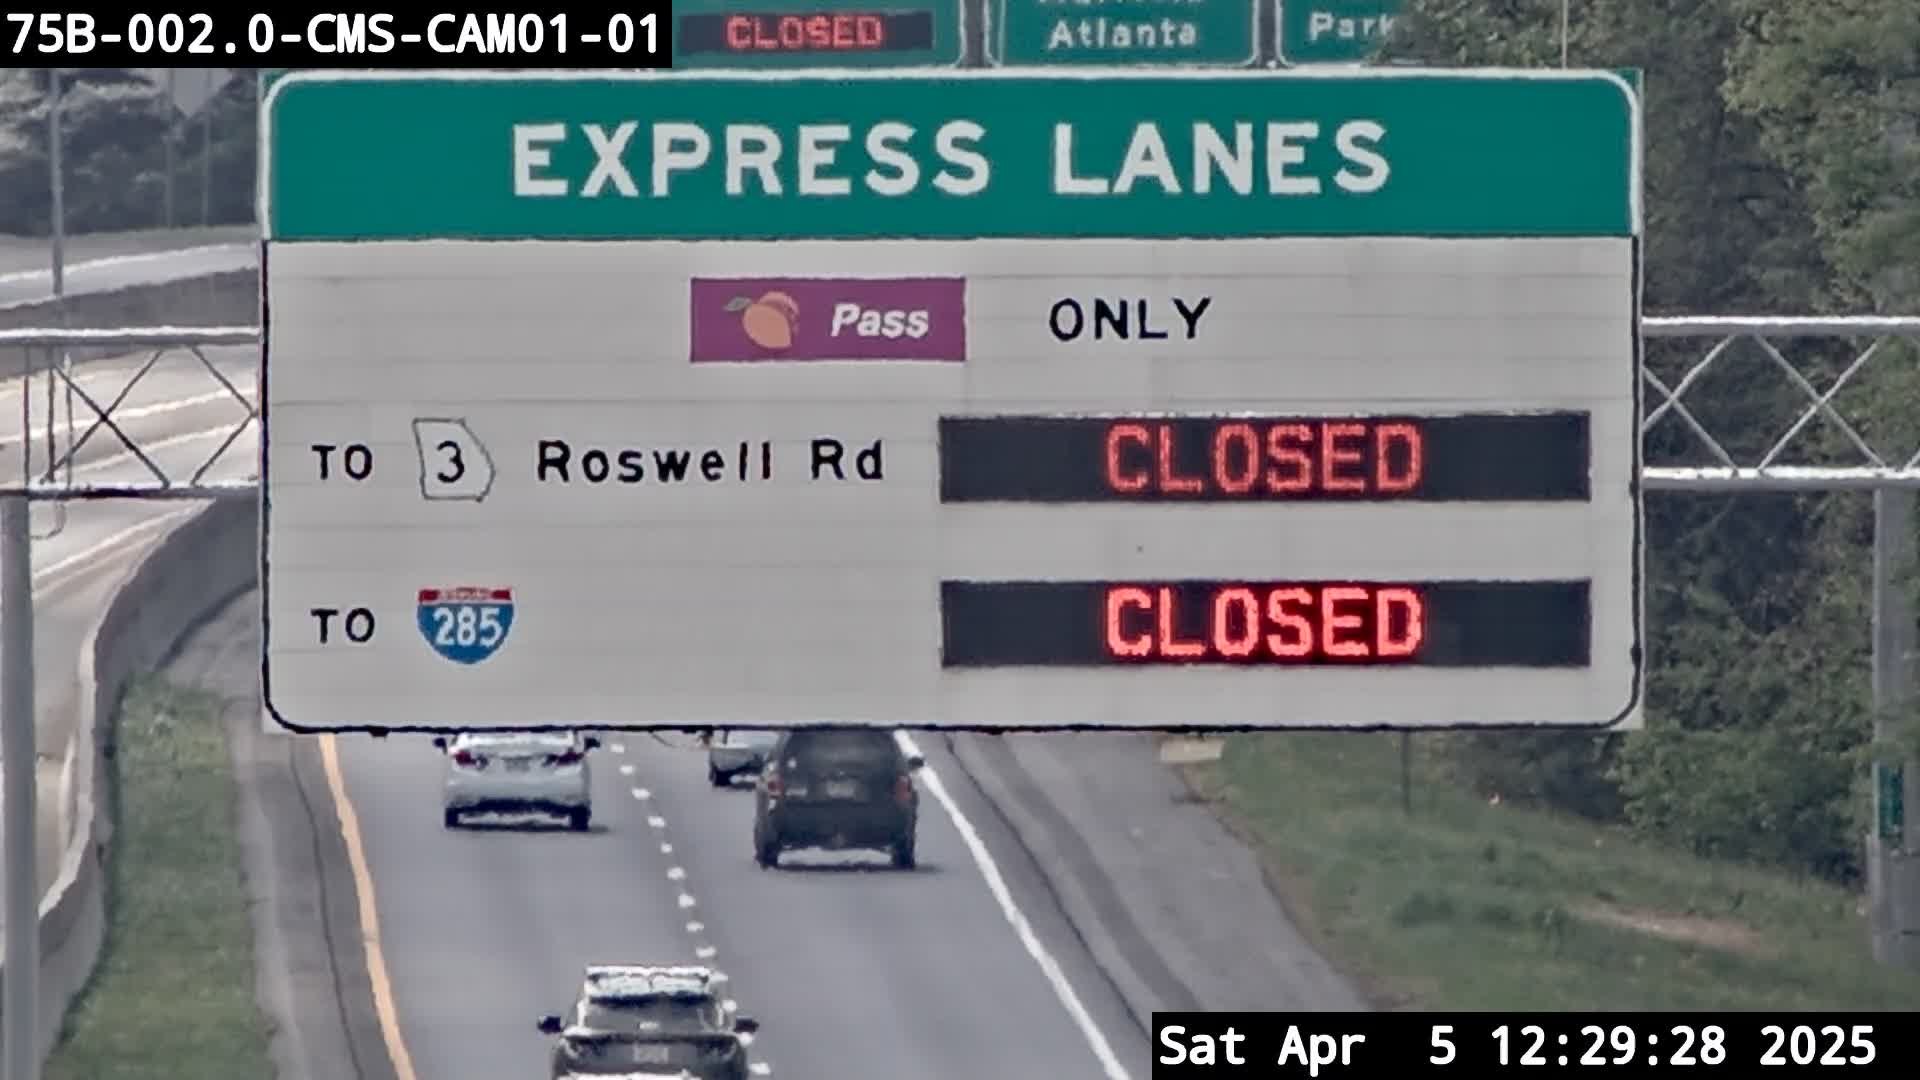 75B-002.0-CMS-CAM01-01
CLOSED
Atlanta
Park
EXPRESS LANES
Pass ONLY
TO 3 Roswell Rd CLOSED
TO 285 CLOSED
Sat Apr 5 12:29:28 2025